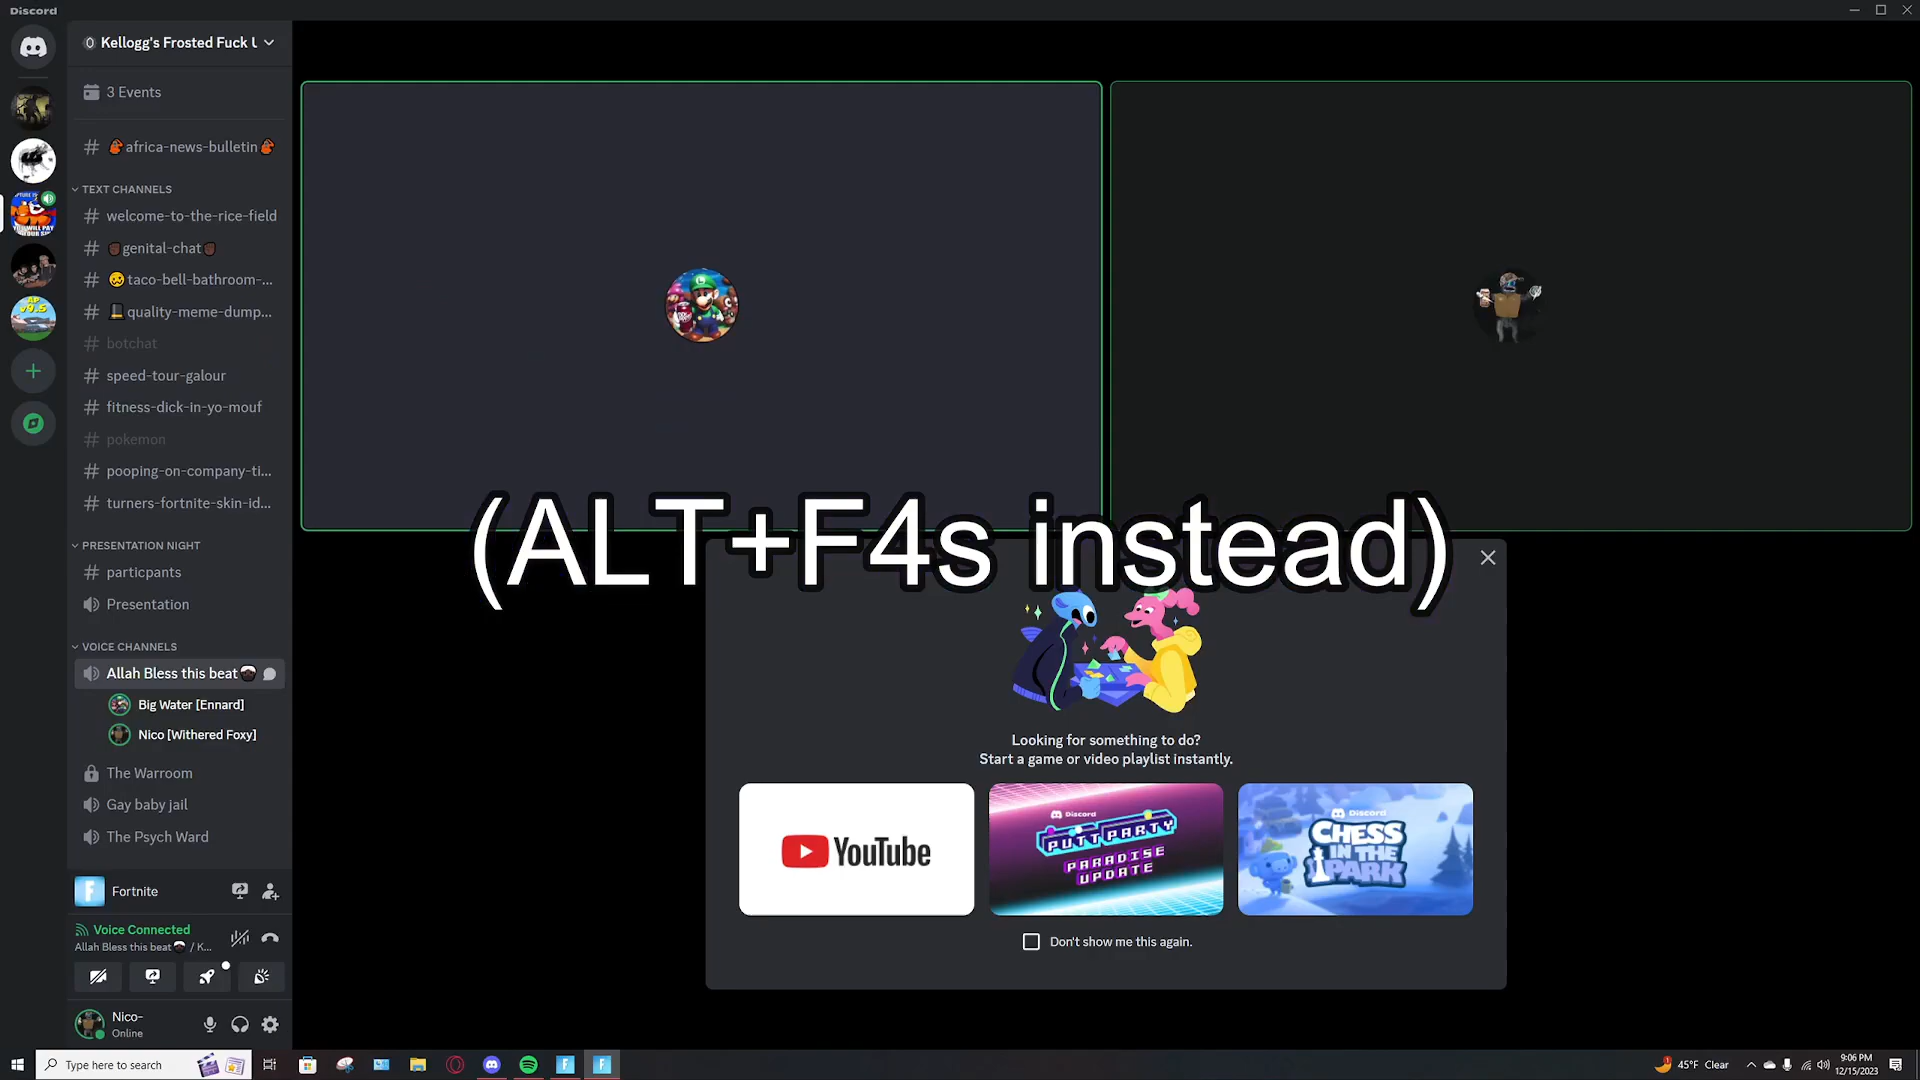 Discord
Kellogg's Frosted Fuck U
3 Events
africa-news-bulletin
TEXT CHANNELS
welcome-to-the-rice-field
genital-chat
taco-bell-bathroom-...
quality-meme-dump...
botchat
speed-tour-galour
fitness-dick-in-yo-mouf
pokemon
pooping-on-company-ti...
turners-fortnite-skin-id...
PRESENTATION NIGHT
particpants
Presentation
VOICE CHANNELS
Allah Bless this beat
Big Water [Ennard]
Nico [Withered Foxy]
The Warroom
Gay baby jail
The Psych Ward
Fortnite
Voice Connected
Allah Bless this beat / K...
Nico-
Online
(ALT+F4s instead)
Looking for something to do?
Start a game or video playlist instantly.
YouTube
Discord
PUTT PARTY
PARADISE
UPDATE
Discord
CHESS
IN THE
PARK
Don't show me this again.
Type here to search
45°F Clear
9:06 PM
12/15/2023